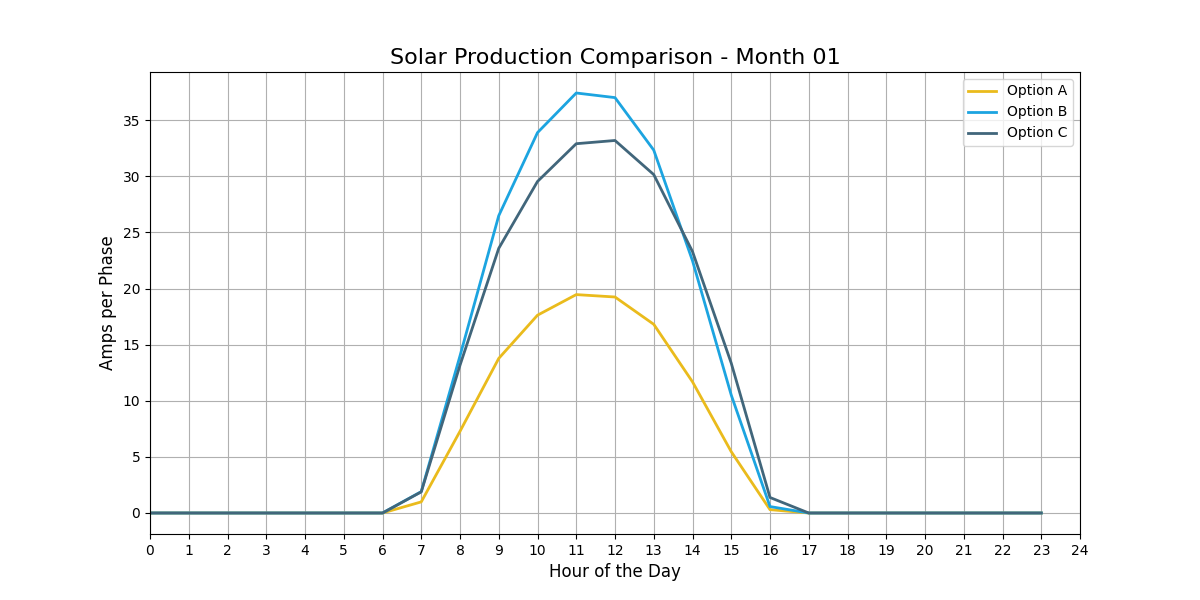 Solar Production Comparison - Month 01
Option A
Option B
Option C
Amps per Phase
35
30
25
20
15
10
5
0
0 1 2 3 4 5 6 7 8 9 10 11 12 13 14 15 16 17 18 19 20 21 22 23 24
Hour of the Day